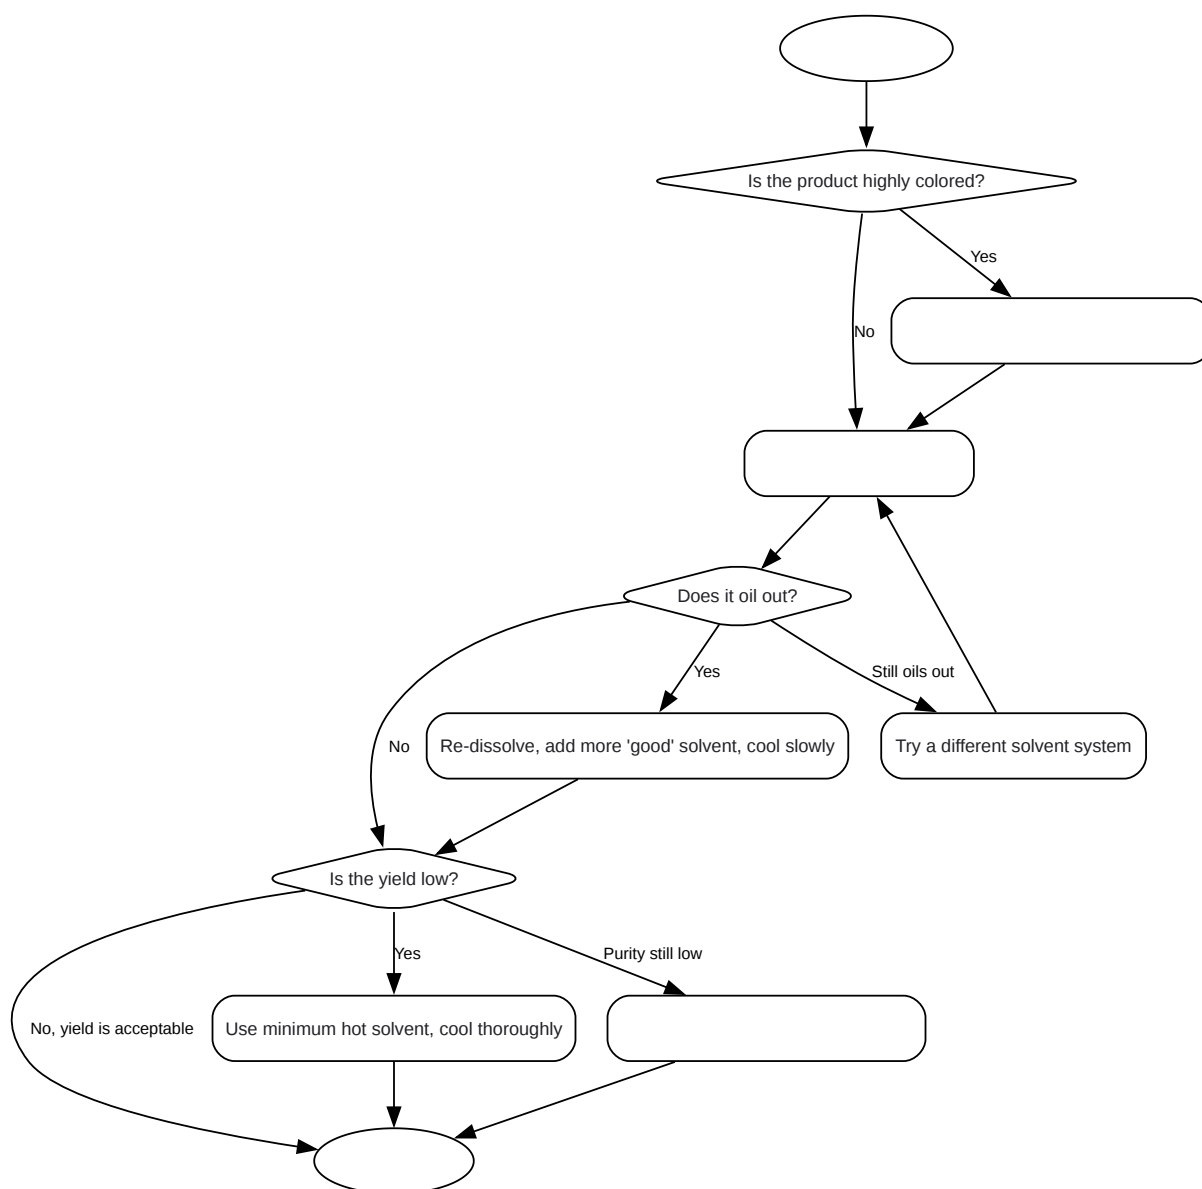 Is the product highly colored?
Yes
No
Does it oil out?
Yes
Still oils out
No
Re-dissolve, add more 'good' solvent, cool slowly
Try a different solvent system
Is the yield low?
Yes
Purity still low
No, yield is acceptable
Use minimum hot solvent, cool thoroughly